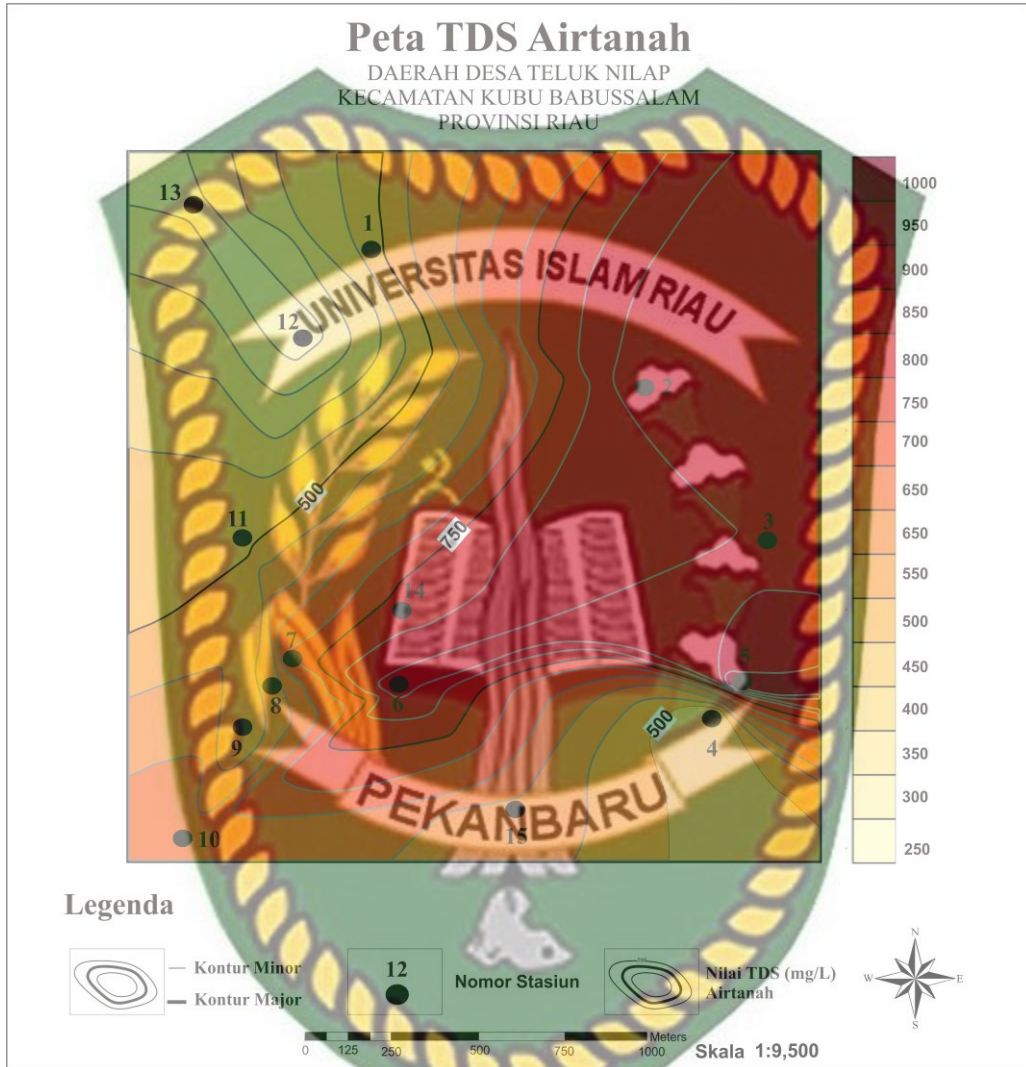 Peta TDS Airtanah
DAERAH DESA TELUK NILAP
KECAMATAN KUBU BABUSSALAM
PROVINSI RIAU
13
1
12
2
11
3
14
7
8
6
5
9
4
10
15
500
750
500
UNIVERSITAS ISLAM RIAU
PEKANBARU
1000
950
900
850
800
750
700
650
650
550
500
450
400
350
300
250
Legenda
Kontur Minor
Kontur Major
12
Nomor Stasiun
Nilai TDS (mg/L)
Airtanah
N
W
E
S
Meters
0 125 250 500 750 1000
Skala 1:9,500